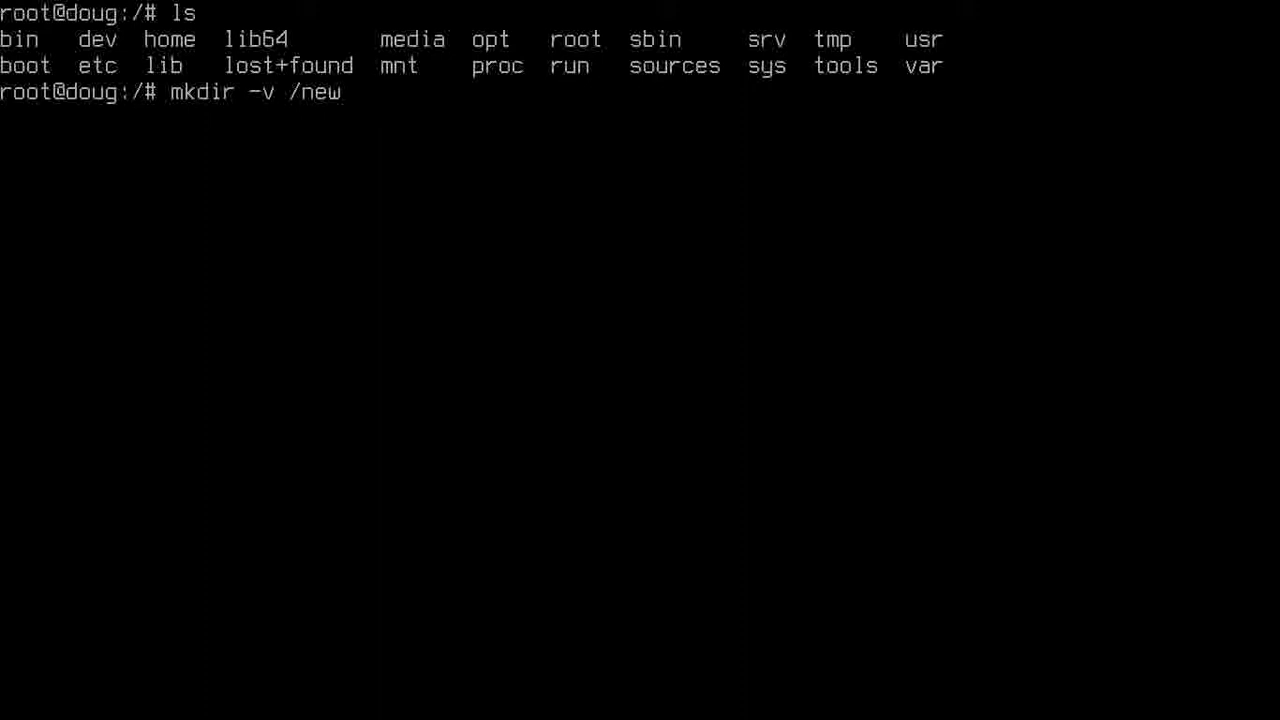 root@doug:/# ls
bin   dev  home  lib64       media  opt   root  sbin     srv  tmp    usr
boot  etc  lib   lost+found  mnt    proc  run   sources  sys  tools  var
root@doug:/# mkdir -v /new